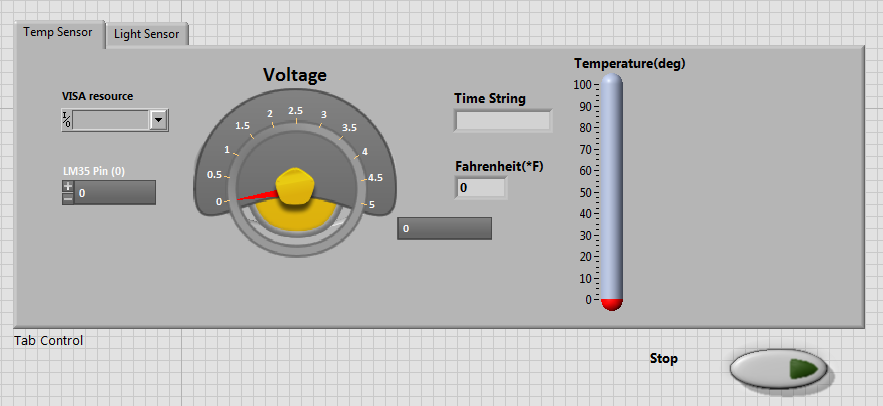 Temp Sensor
Light Sensor
VISA resource
I/O
LM35 Pin (0)
0
Voltage
0
0.5
1
1.5
2
2.5
3
3.5
4
4.5
5
0
Time String
Fahrenheit(*F)
0
Temperature(deg)
100
90
80
70
60
50
40
30
20
10
0
Tab Control
Stop